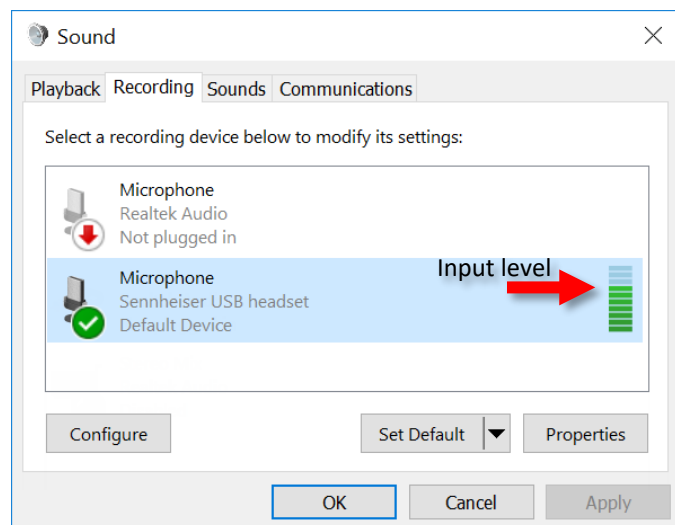 Sound
Playback Recording Sounds Communications
Select a recording device below to modify its settings:
Microphone
Realtek Audio
Not plugged in
Microphone
Sennheiser USB headset
Default Device
Input level
Configure
Set Default
Properties
OK
Cancel
Apply